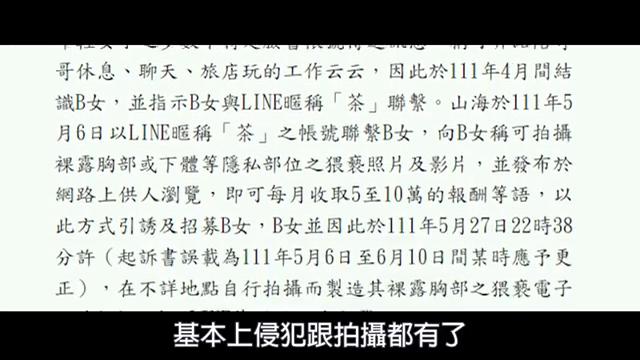 哥休息、聊天、旅店玩的工作云云，因此於111年4月間結
識B女，並指示B女與LINE暱稱「茶」聯繫。山海於111年5
月6日以LINE暱稱「茶」之帳號聯繫B女，向B女稱可拍攝
裸露胸部或下體等隱私部位之猥褻照片及影片，並發布於
網路上供人瀏覽，即可每月收取5至10萬的報酬等語，以
此方式引誘及招募B女，B女並因此於111年5月27日22時38
分許（起訴書誤載為111年5月6日至6月10日間某時應予更
正），在不詳地點自行拍攝而製造其裸露胸部之猥褻電子
基本上侵犯跟拍攝都有了